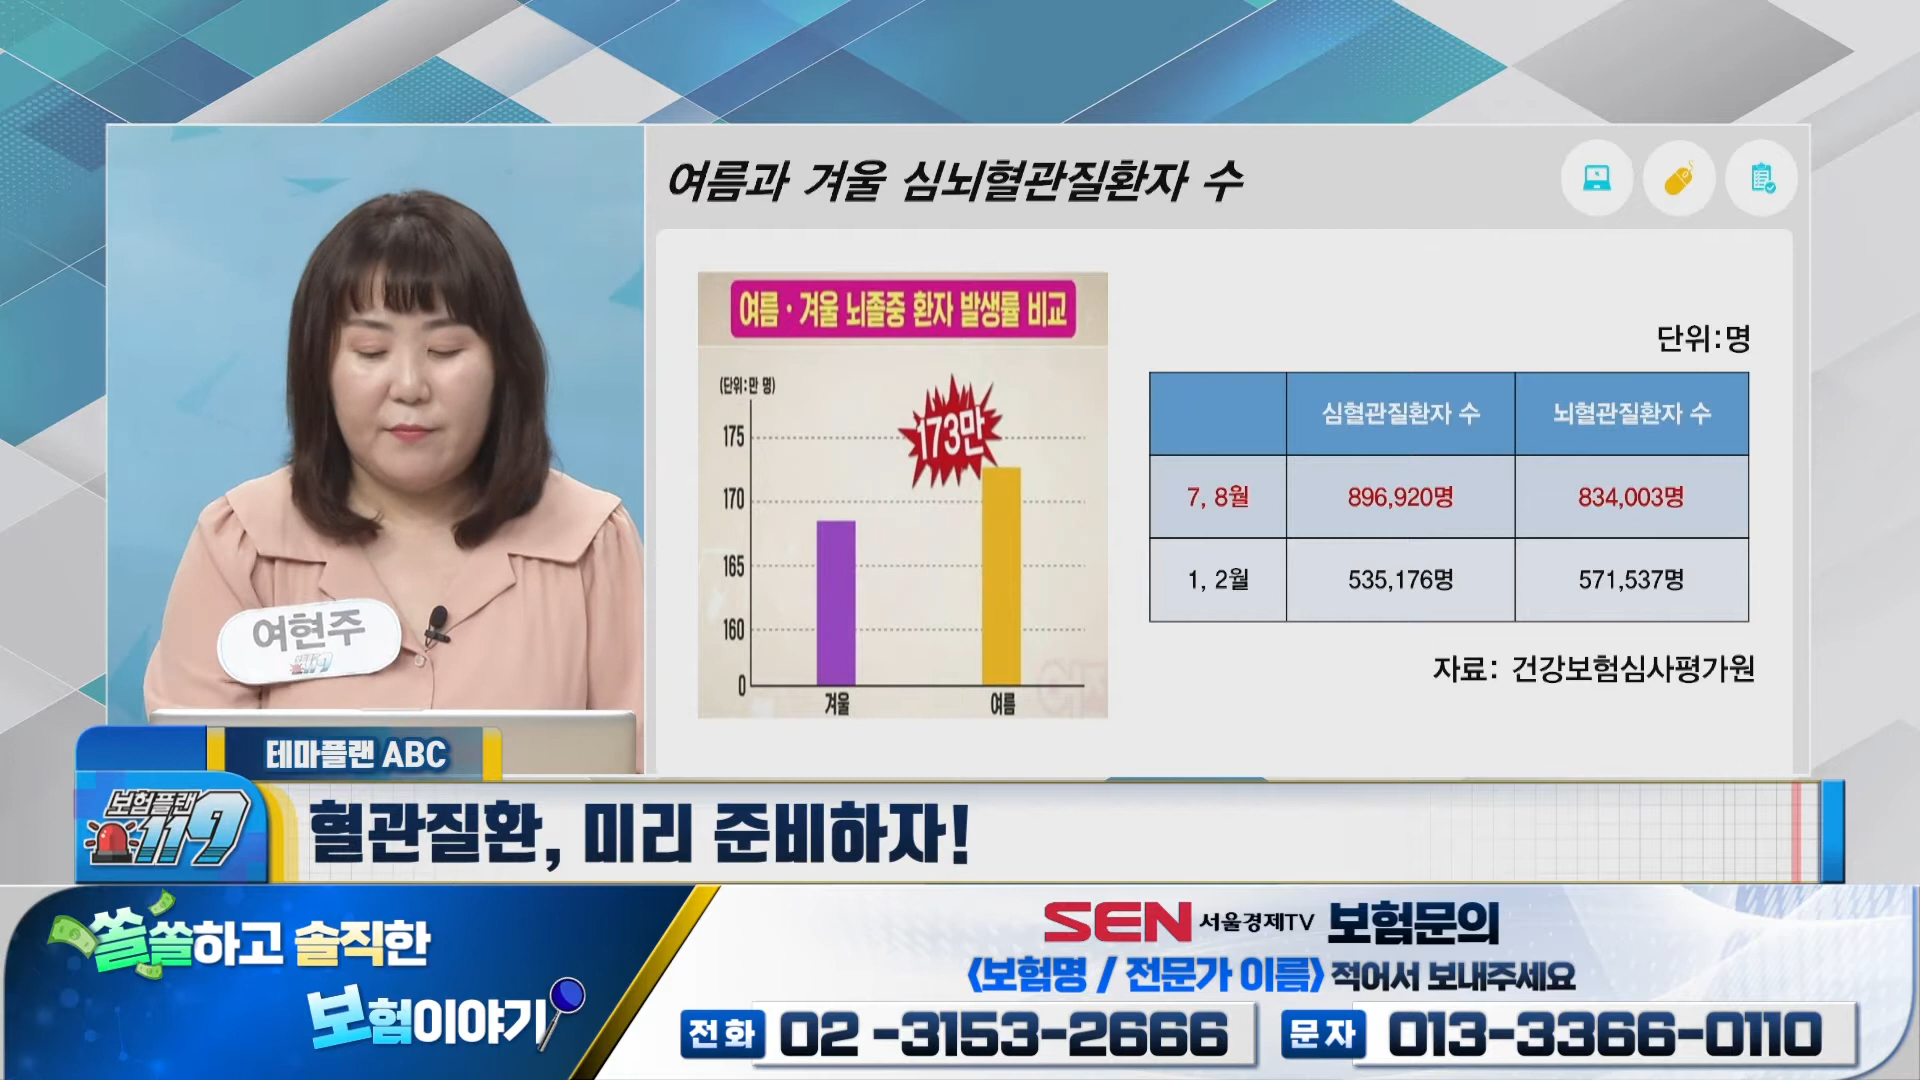 여름과 겨울 심뇌혈관질환자 수
여름·겨울 뇌졸중 환자 발생률 비교
(단위:만 명)
173만
175
170
165
160
0
겨울 여름
단위:명
심혈관질환자 수 뇌혈관질환자 수
7, 8월 896,920명 834,003명
1, 2월 535,176명 571,537명
자료: 건강보험심사평가원
여현주
테마플랜 ABC
보험플랜
119
혈관질환, 미리 준비하자!
쏠쏠하고 솔직한
보험이야기
SEN 서울경제TV 보험문의
<보험명 / 전문가 이름> 적어서 보내주세요
전화 02-3153-2666 문자 013-3366-0110